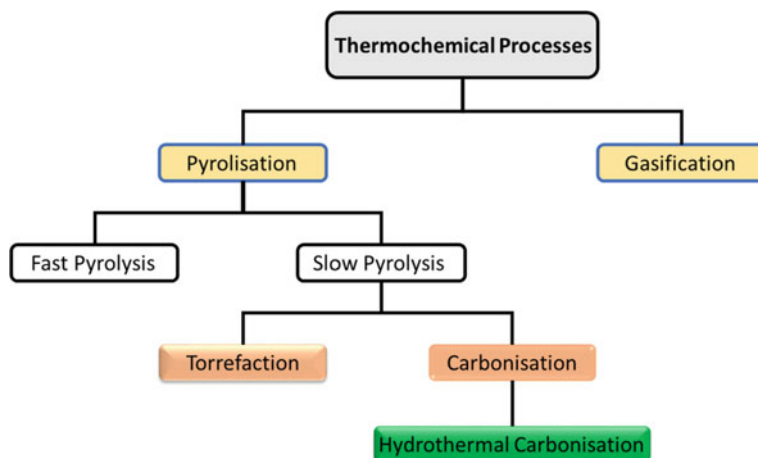 Thermochemical Processes
Pyrolisation
Gasification
Fast Pyrolysis
Slow Pyrolysis
Torrefaction
Carbonisation
Hydrothermal Carbonisation